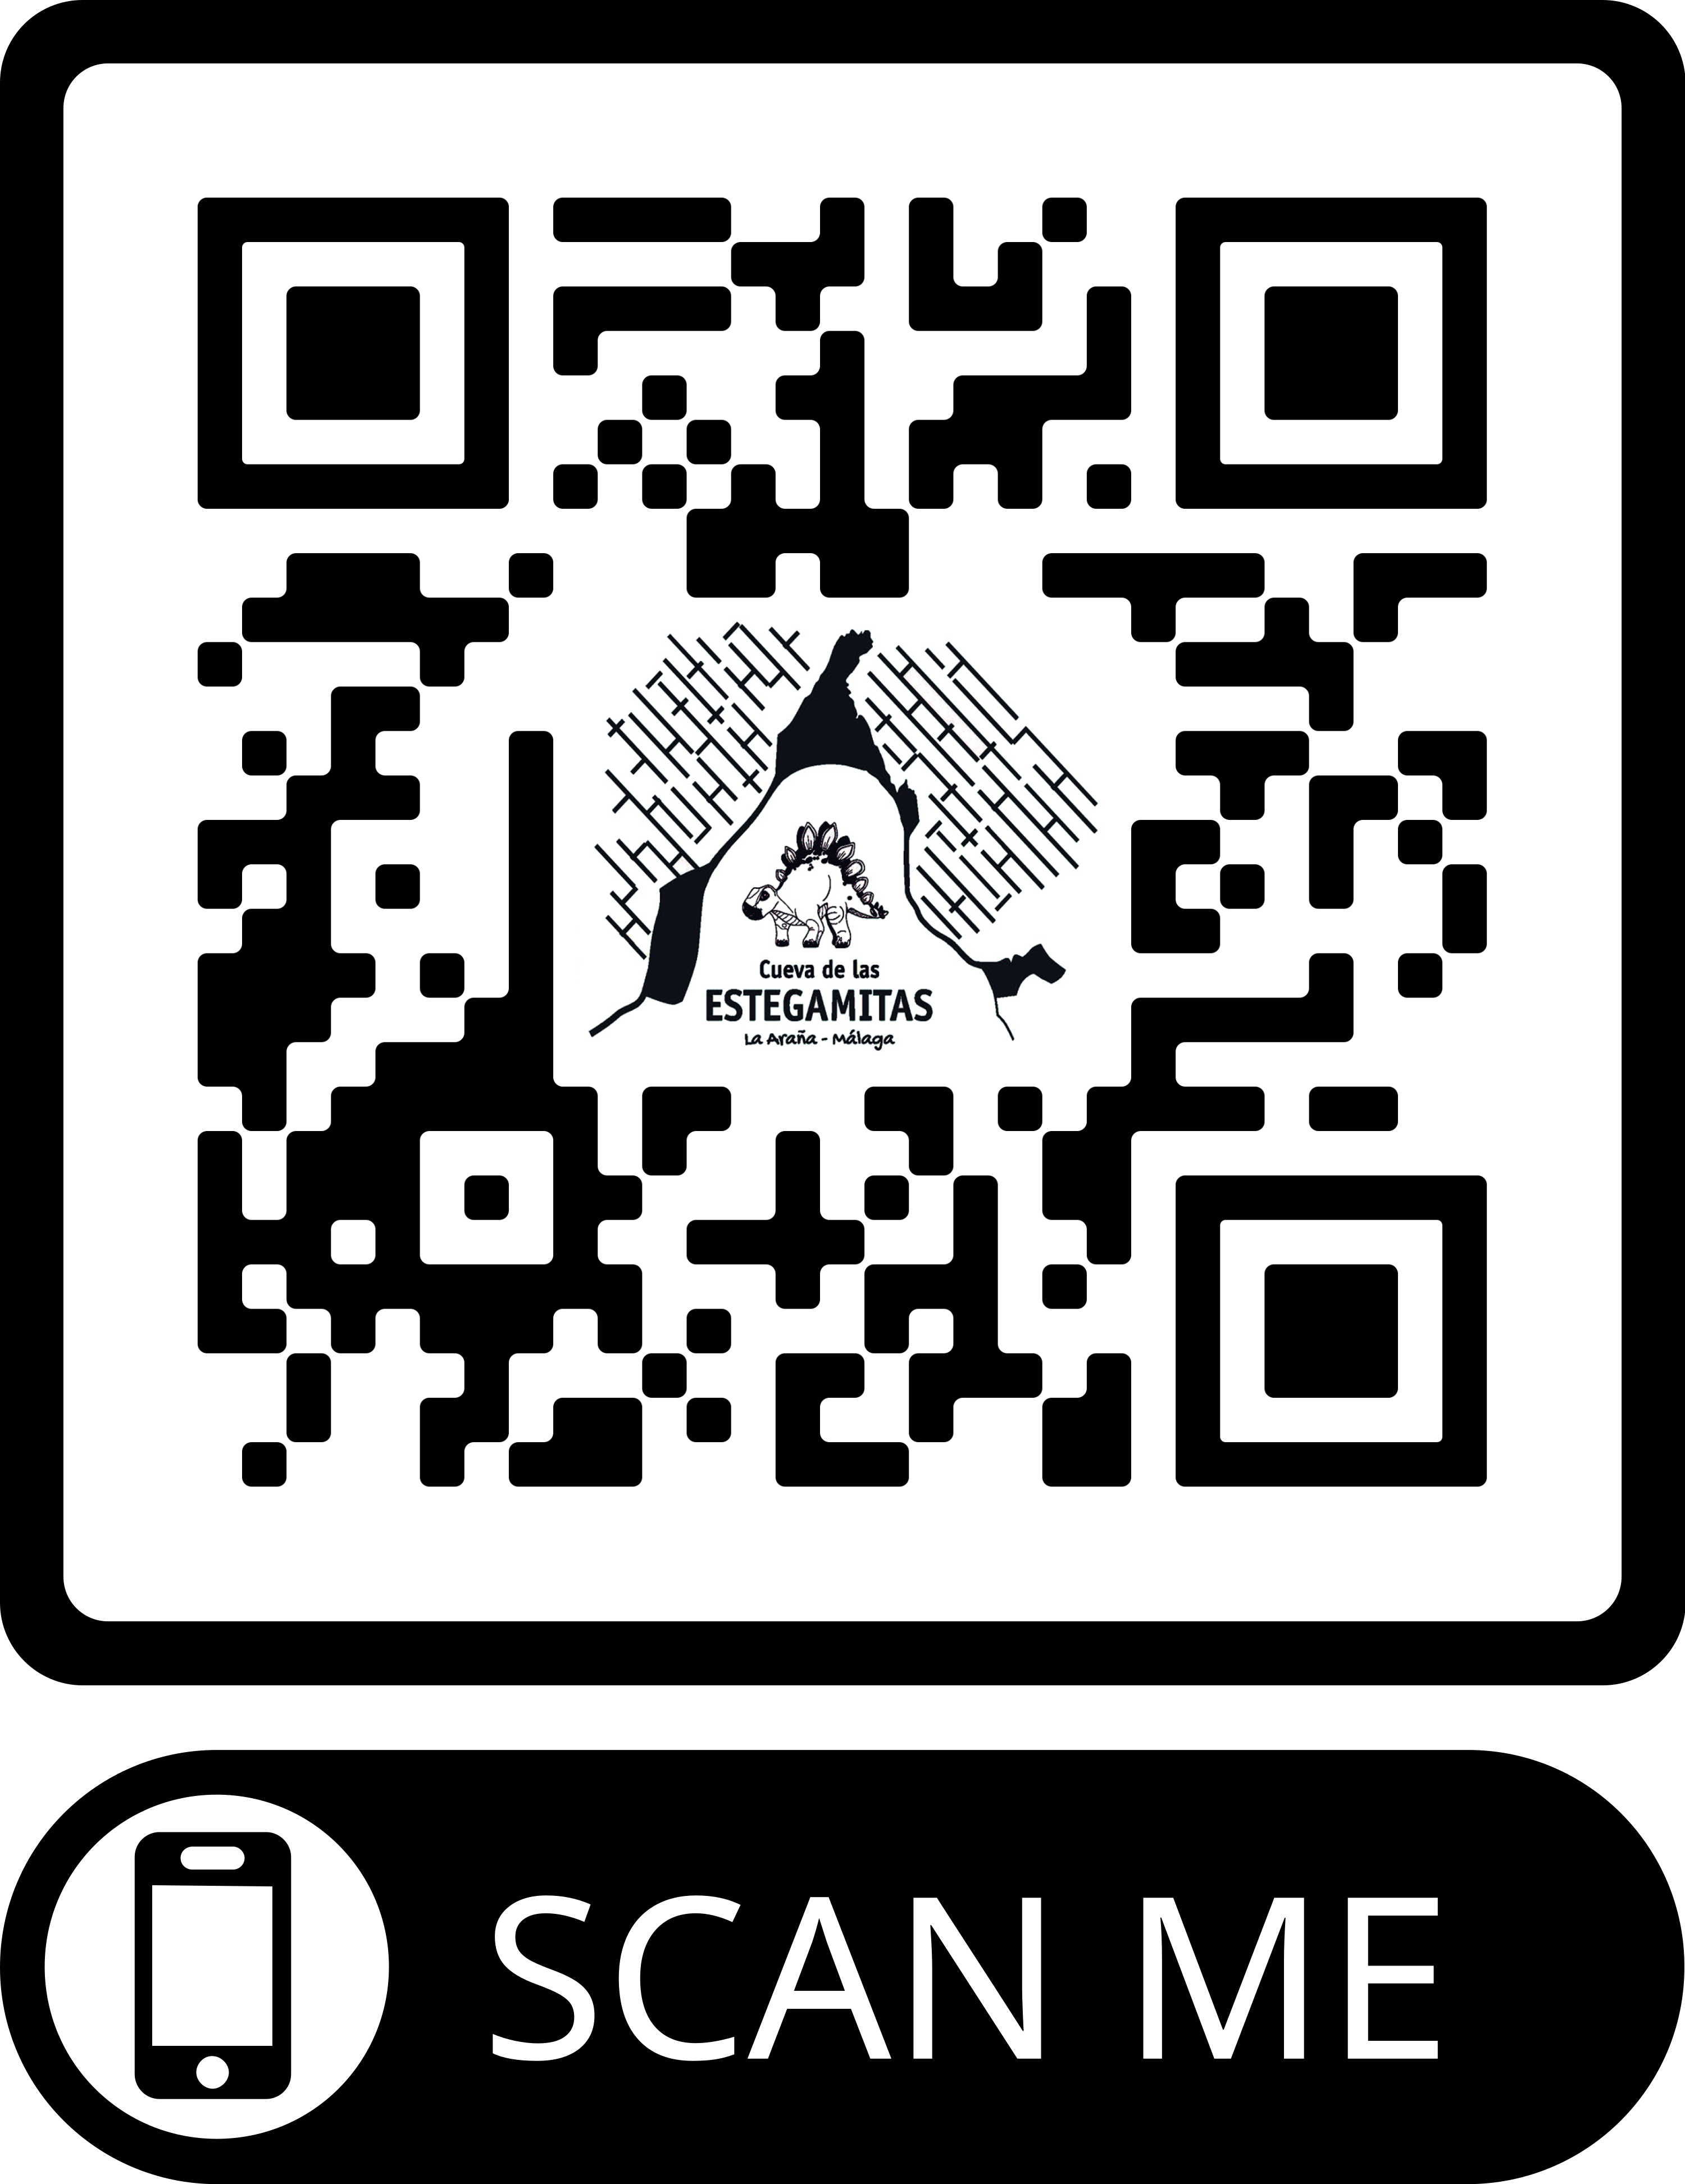 Cueva de las
ESTEGAMITAS
La Araña - Málaga
SCAN ME